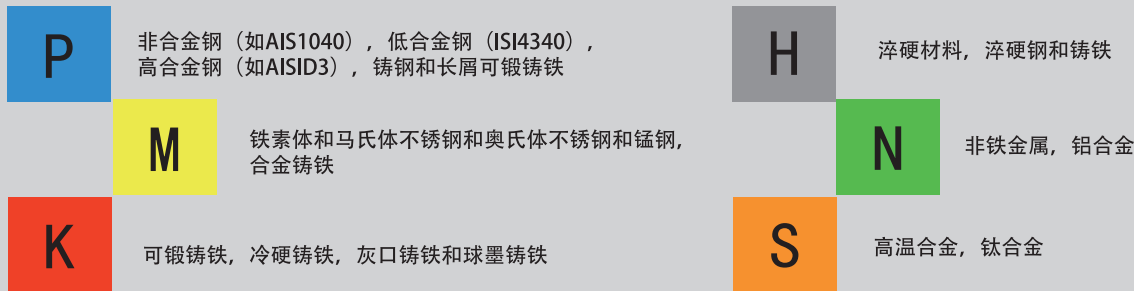 P
非合金钢（如AIS1040），低合金钢（ISI4340），
高合金钢（如AISID3），铸钢和长屑可锻铸铁
M
铁素体和马氏体不锈钢和奥氏体不锈钢和锰钢，
合金铸铁
K
可锻铸铁，冷硬铸铁，灰口铸铁和球墨铸铁
H
淬硬材料，淬硬钢和铸铁
N
非铁金属，铝合金
S
高温合金，钛合金